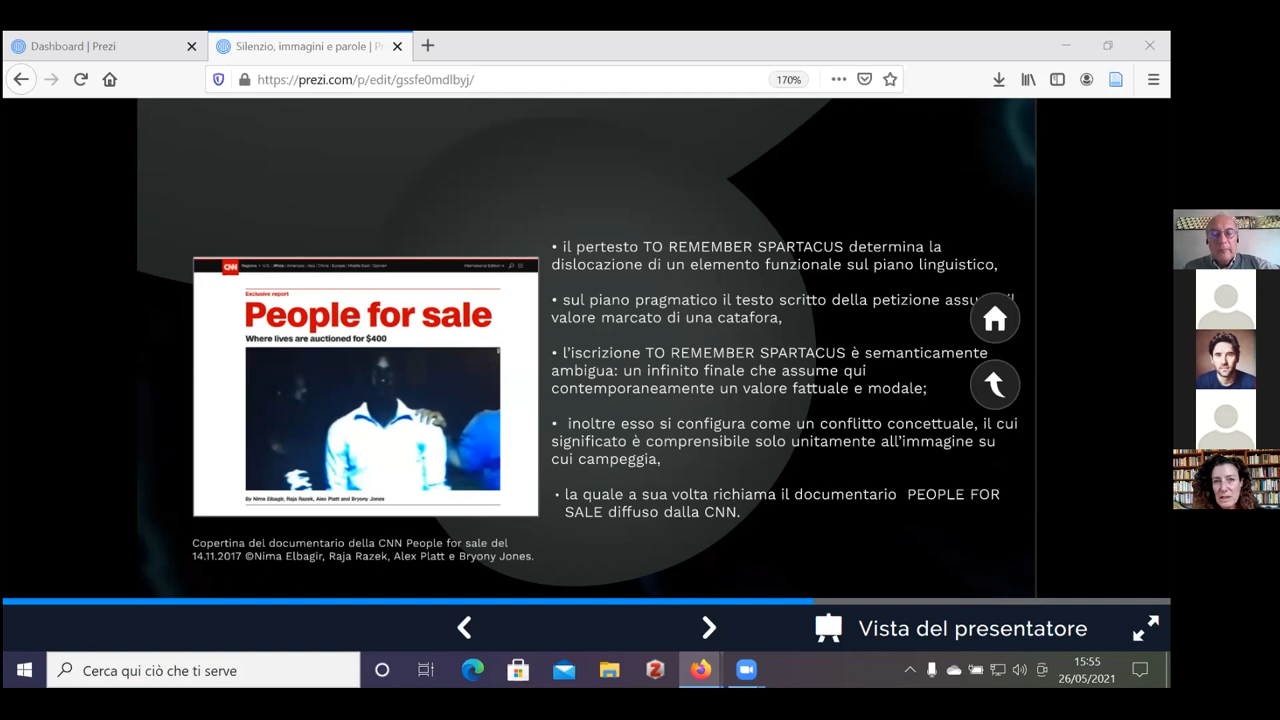 Dashboard | Prezi
Silenzio, immagini e parole | Pr
https://prezi.com/p/edit/gssfe0mdlbyj/
170%
CNN
Exclusive report
People for sale
Where lives are auctioned for $400
By Nima Elbagir, Raja Razek, Alex Platt and Bryony Jones
Copertina del documentario della CNN People for sale del
14.11.2017 ©Nima Elbagir, Raja Razek, Alex Platt e Bryony Jones.
• il pertesto TO REMEMBER SPARTACUS determina la
dislocazione di un elemento funzionale sul piano linguistico,
• sul piano pragmatico il testo scritto della petizione assu
valore marcato di una catafora,
• l’iscrizione TO REMEMBER SPARTACUS è semanticamente
ambigua: un infinito finale che assume qui
contemporaneamente un valore fattuale e modale;
• inoltre esso si configura come un conflitto concettuale, il cui
significato è comprensibile solo unitamente all’immagine su
cui campeggia,
• la quale a sua volta richiama il documentario PEOPLE FOR
SALE diffuso dalla CNN.
Vista del presentatore
Cerca qui ciò che ti serve
15:55
26/05/2021